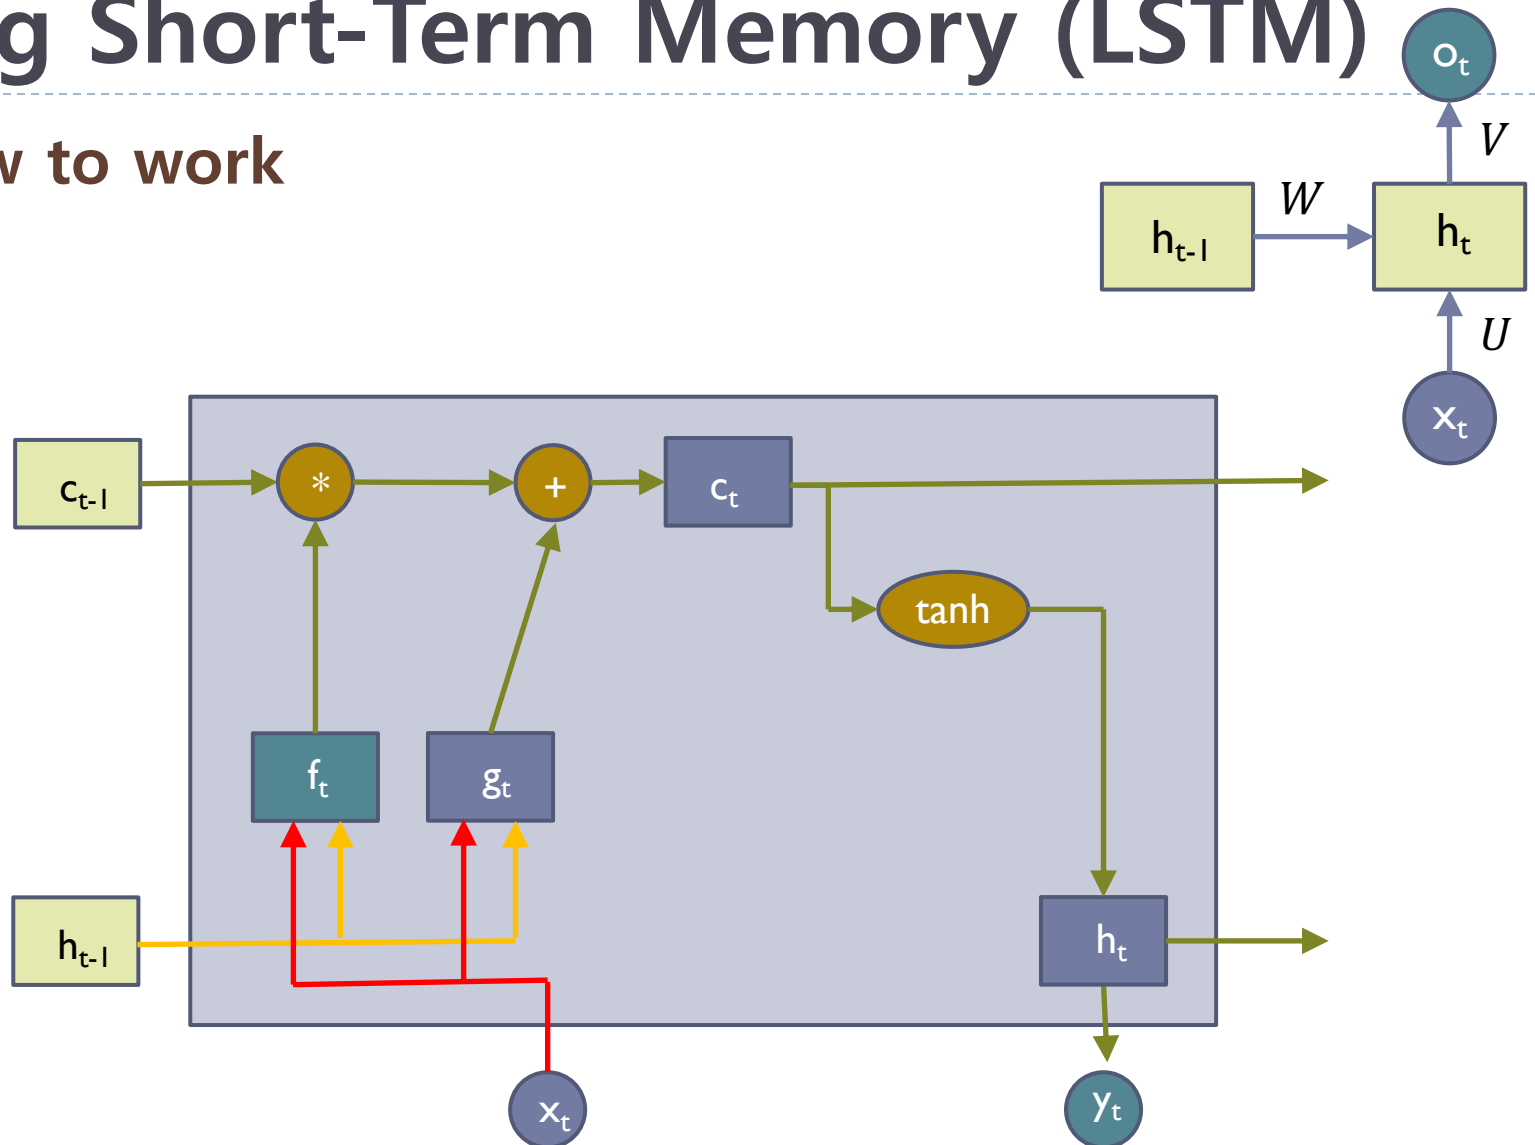 g Short-Term Memory (LSTM)
w to work
oₜ
V
hₜ₋₁
W
hₜ
U
xₜ
cₜ₋₁
*
+
cₜ
tanh
fₜ
gₜ
hₜ₋₁
hₜ
xₜ
yₜ